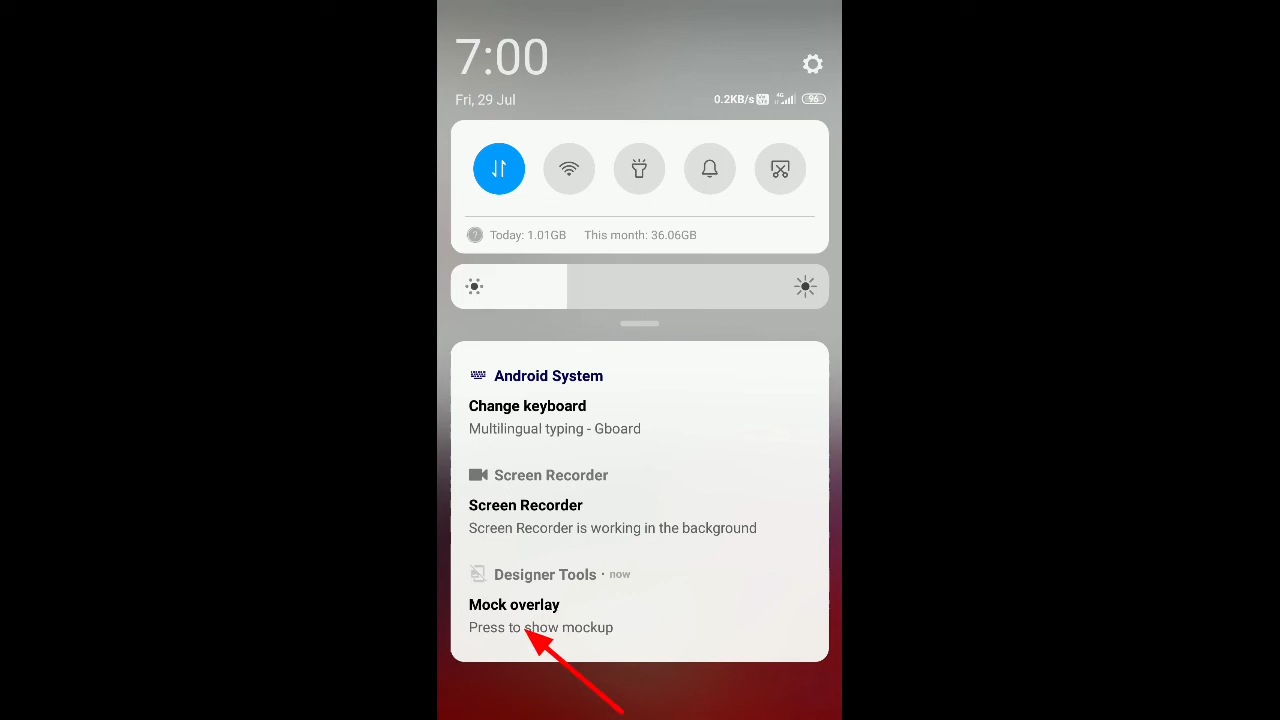 7:00
Fri, 29 Jul
0.2KB/s 4G 96
Today: 1.01GB This month: 36.06GB
Android System
Change keyboard
Multilingual typing - Gboard
Screen Recorder
Screen Recorder
Screen Recorder is working in the background
Designer Tools · now
Mock overlay
Press to show mockup